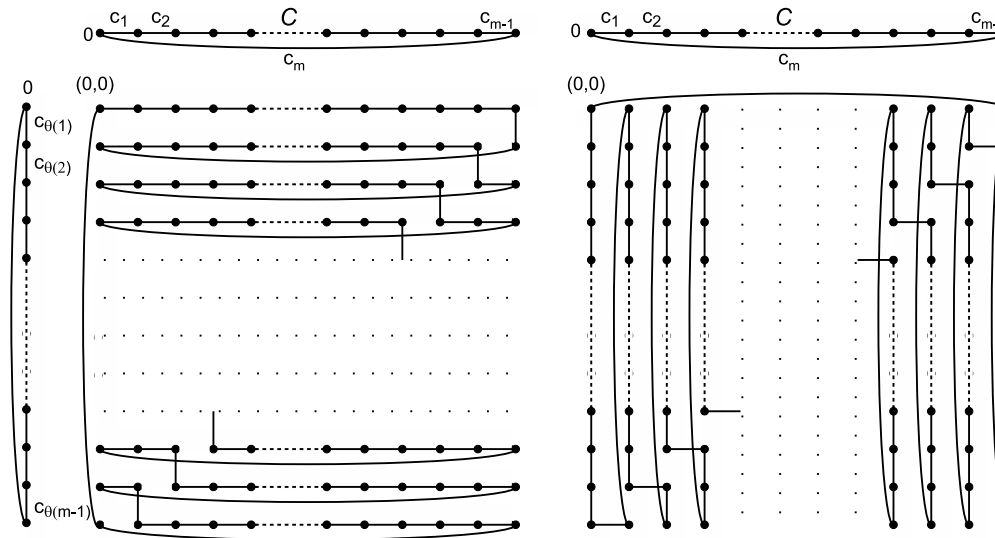 c1 c2 C cm-1
0
cm
0 (0,0)
cθ(1)
cθ(2)
cθ(m-1)
c1 c2 C cm-
0
cm
(0,0)